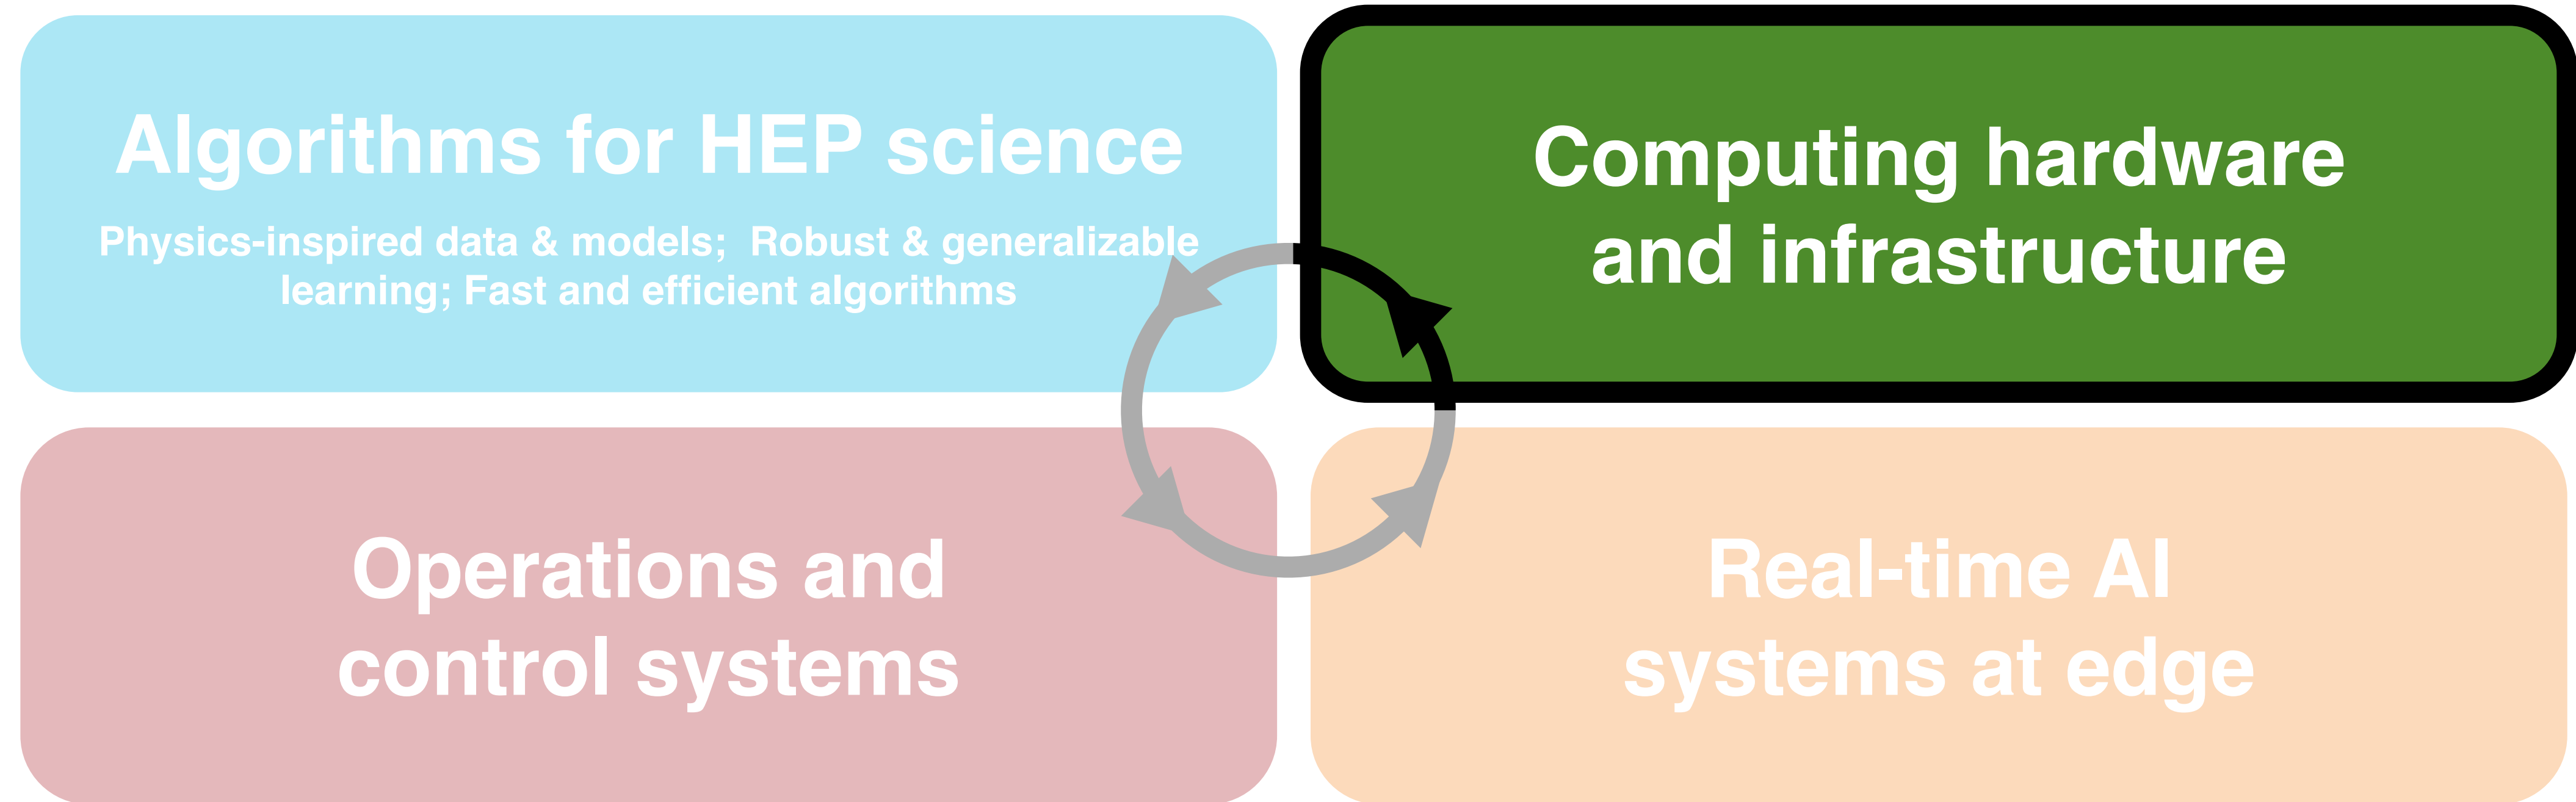 Algorithms for HEP science
Physics-inspired data & models;  Robust & generalizable
learning; Fast and efficient algorithms
Computing hardware
and infrastructure
Operations and
control systems
Real-time AI
systems at edge